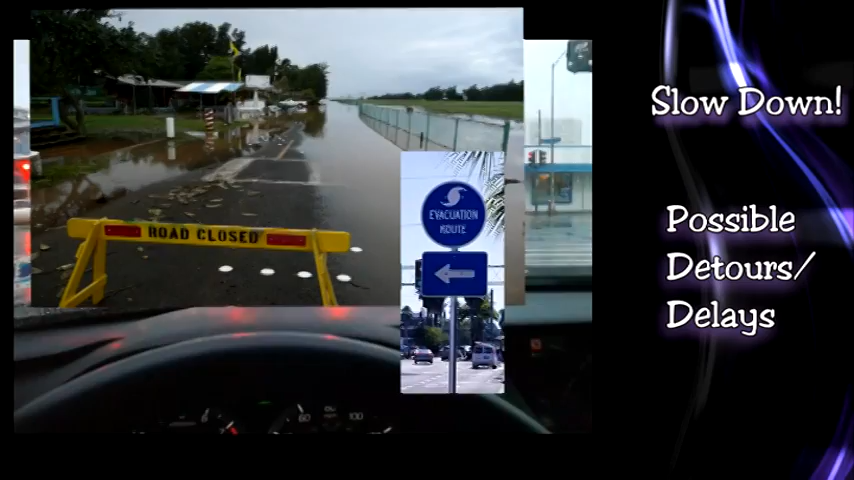 Slow Down!
Possible
Detours/
Delays
ROAD CLOSED
EVACUATION
ROUTE